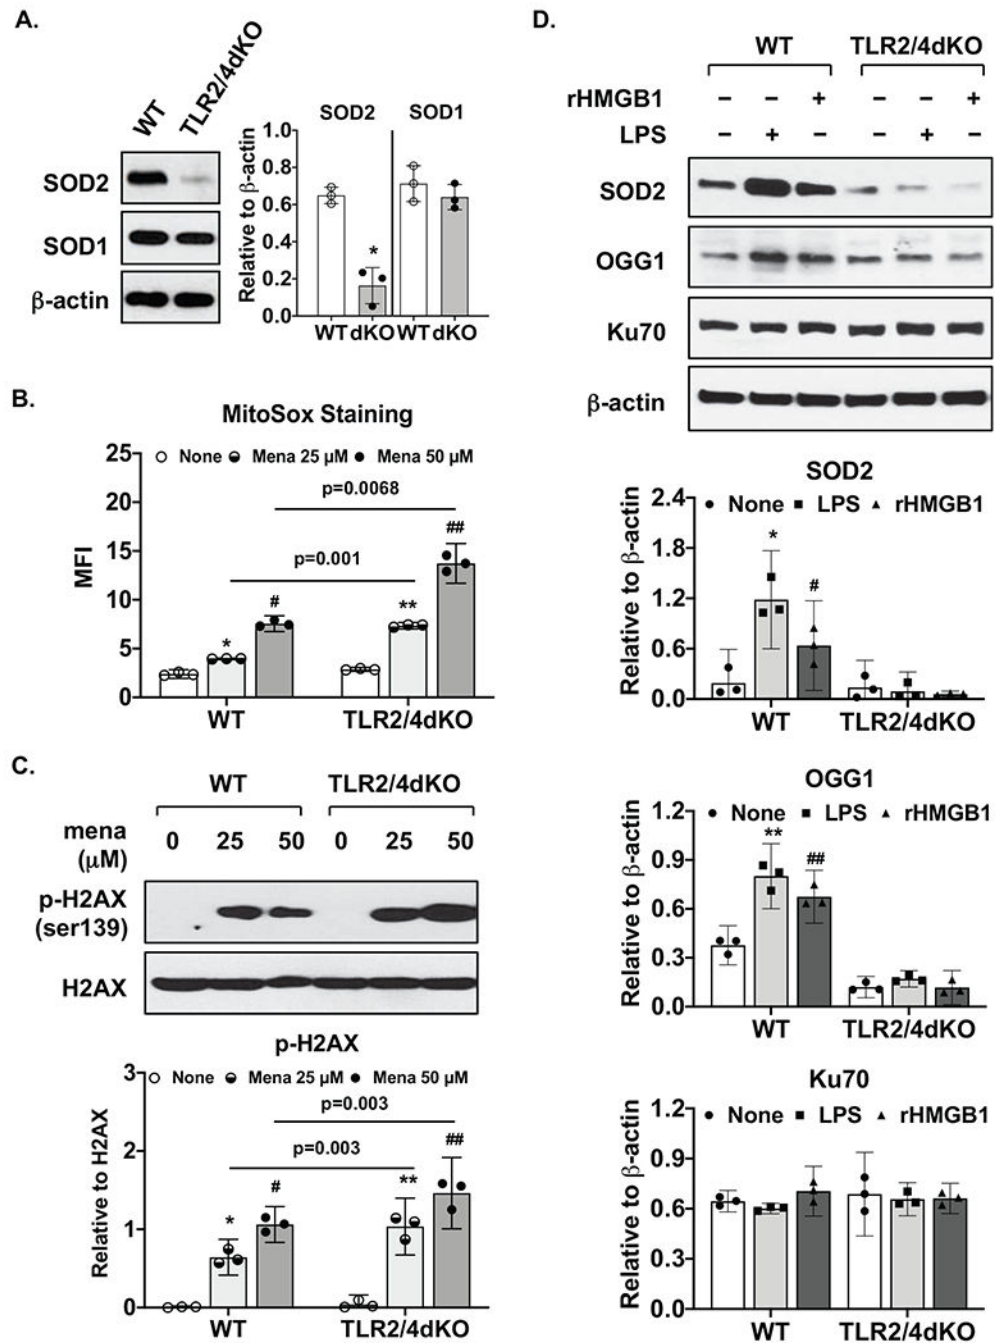 A.
WT
TLR2/4dKO
SOD2
SOD1
β-actin
SOD2 SOD1
Relative to β-actin
1.0
0.8
0.6
0.4
0.2
0.0
*
WT dKO WT dKO
B.
MitoSox Staining
None Mena 25 µM Mena 50 µM
MFI
25
20
15
10
5
0
p=0.0068
p=0.001
* # ** ##
WT TLR2/4dKO
C.
WT TLR2/4dKO
mena
(µM)
0 25 50 0 25 50
p-H2AX
(ser139)
H2AX
p-H2AX
None Mena 25 µM Mena 50 µM
Relative to H2AX
3
2
1
0
p=0.003
p=0.003
* # ** ##
WT TLR2/4dKO
D.
WT TLR2/4dKO
rHMGB1 − − + − − +
LPS − + − − + −
SOD2
OGG1
Ku70
β-actin
SOD2
None LPS rHMGB1
Relative to β-actin
2.4
1.8
1.2
0.6
0.0
* #
WT TLR2/4dKO
OGG1
None LPS rHMGB1
Relative to β-actin
1.2
0.9
0.6
0.3
0.0
** ##
WT TLR2/4dKO
Ku70
None LPS rHMGB1
Relative to β-actin
1.2
0.9
0.6
0.3
0.0
WT TLR2/4dKO